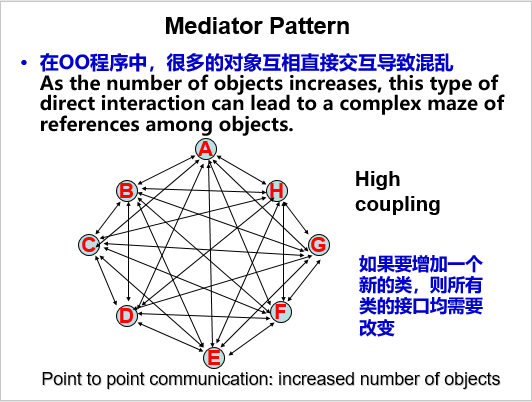 Mediator Pattern
• 在OO程序中，很多的对象互相直接交互导致混乱
As the number of objects increases, this type of
direct interaction can lead to a complex maze of
references among objects.
A
B
H
High
coupling
C
G
如果要增加一个
新的类，则所有
类的接口均需要
改变
D
F
E
Point to point communication: increased number of objects